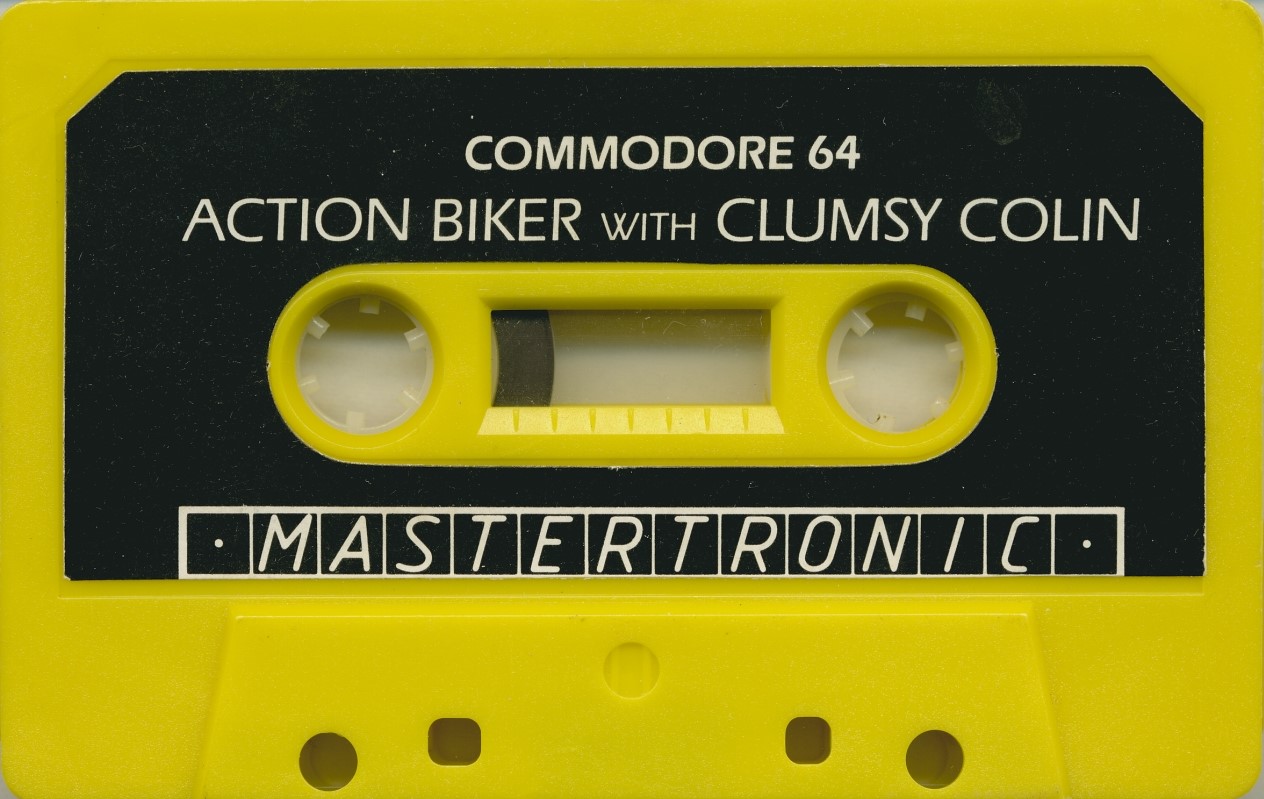 COMMODORE 64
ACTION BIKER WITH CLUMSY COLIN
· MASTERTRONIC ·